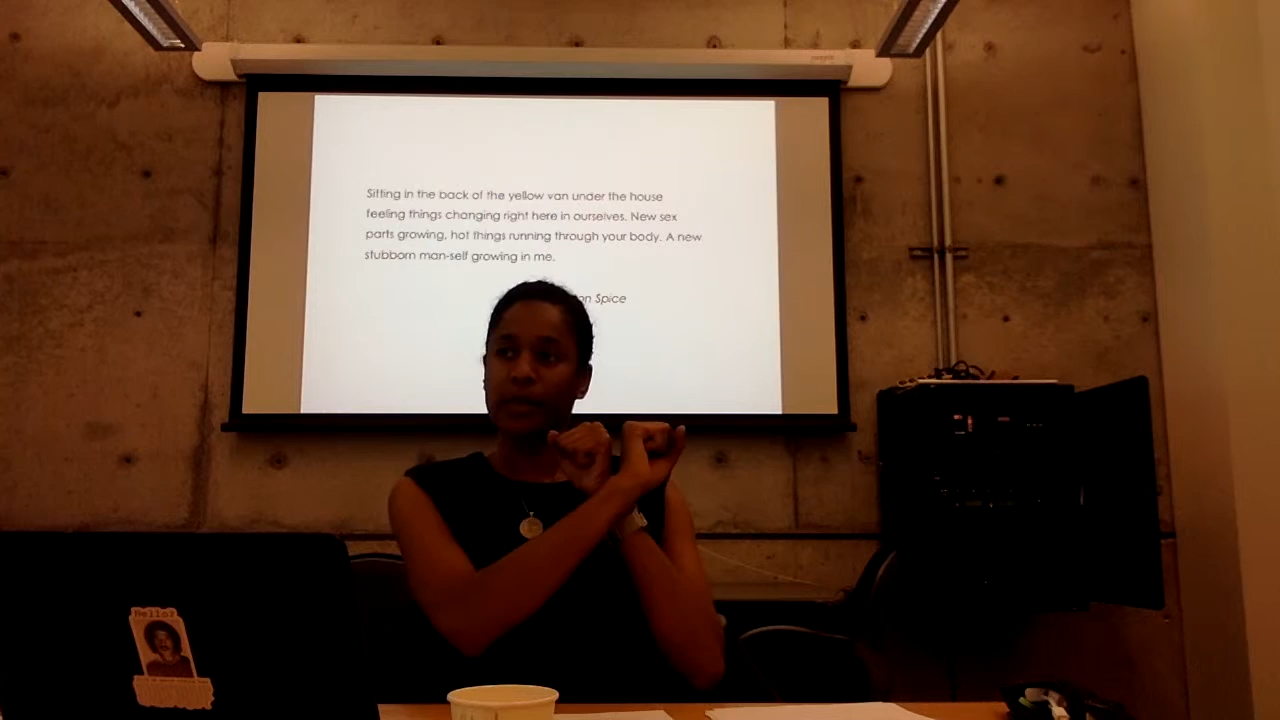 Sitting in the back of the yellow van under the house
feeling things changing right here in ourselves. New sex
parts growing, hot things running through your body. A new
stubborn man-self growing in me.
Spice
Hello?